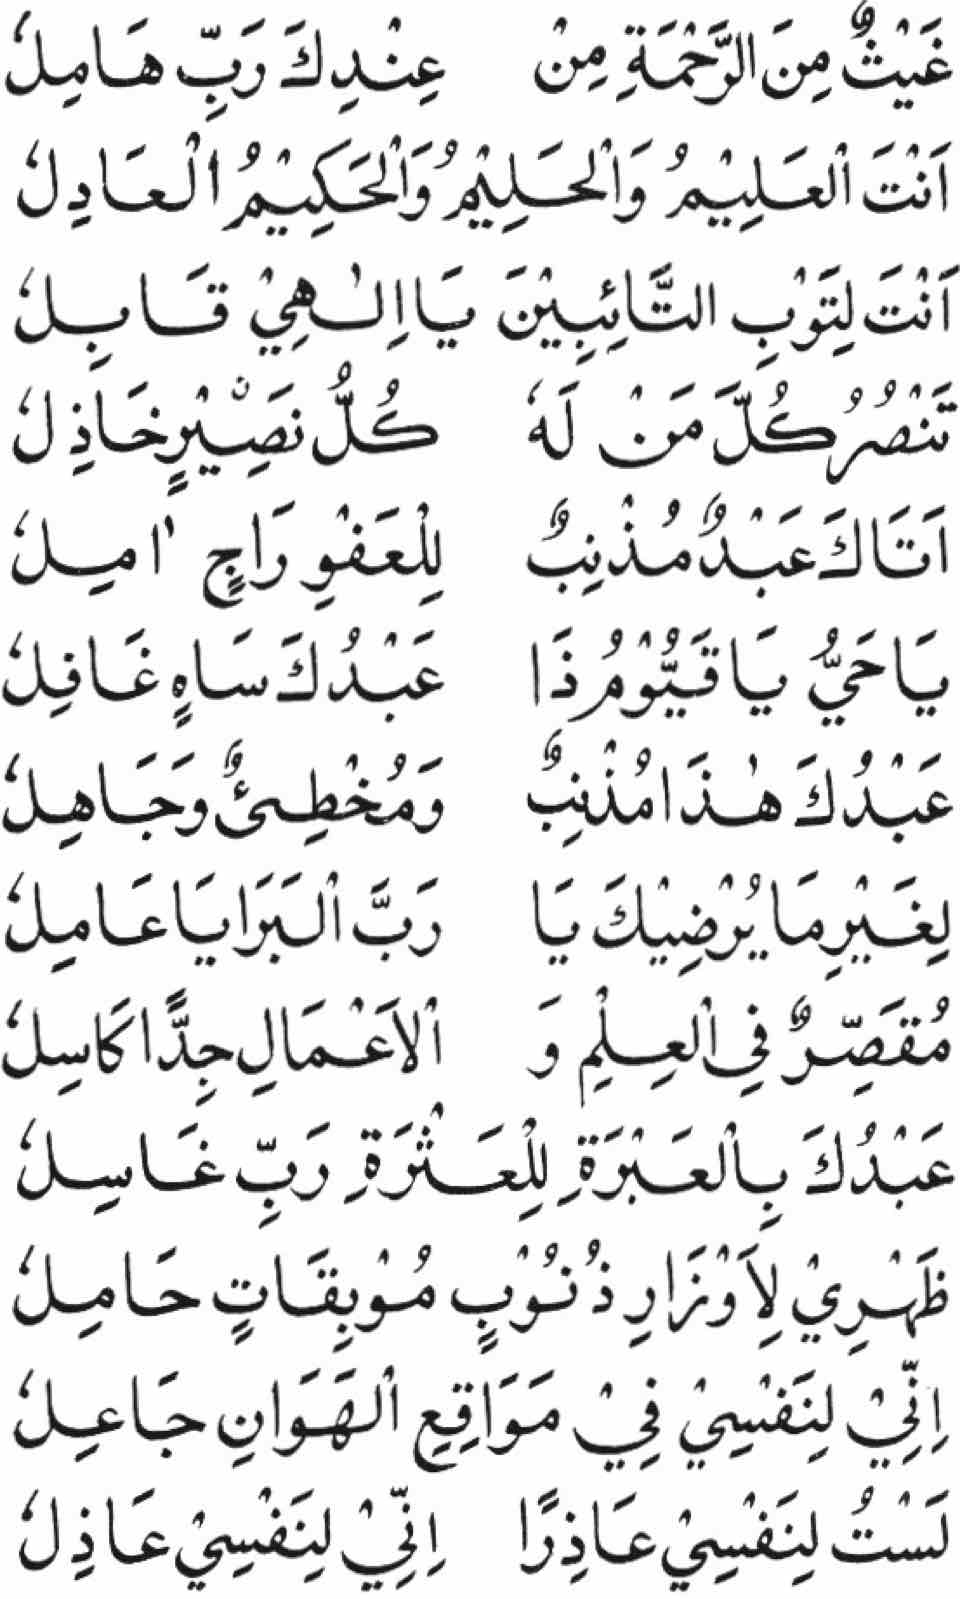 غَيْثٌ مِنَ الرَّحْمَةِ مِنْ عِنْدِكَ رَبِّ هَامِلُ
اَنْتَ الْعَلِيْمُ وَالْحَلِيْمُ وَالْحَكِيْمُ الْعَادِلُ
اَنْتَ لِتَوْبِ التَّائِبِيْنَ يَا اِلٰهِيْ قَابِلُ
تَنْصُرُ كُلَّ مَنْ لَهُ كُلُّ نَصِيْرٍ خَاذِلُ
اَتَاكَ عَبْدٌ مُذْنِبٌ لِلْعَفْوِ رَاجٍ اٰمِلُ
يَا حَيُّ يَا قَيُّوْمُ ذَا عَبْدُكَ سَاهٍ غَافِلُ
عَبْدُكَ هٰذَا مُذْنِبٌ وَمُخْطِئٌ وَجَاهِلُ
لِغَيْرِ مَا يُرْضِيْكَ يَا رَبَّ الْبَرَايَا عَامِلُ
مُقَصِّرٌ فِي الْعِلْمِ وَ الْاَعْمَالِ جِدًّا كَاسِلُ
عَبْدُكَ بِالْعَبْرَةِ لِلْعَثْرَةِ رَبِّ غَاسِلُ
ظَهْرِيْ لِاَوْزَارِ ذُنُوْبٍ مُوْبِقَاتٍ حَامِلُ
اِنِّيْ لِنَفْسِيْ فِيْ مَوَاقِعِ الْهَوَانِ جَاعِلُ
لَسْتُ لِنَفْسِيْ عَاذِرًا اِنِّيْ لِنَفْسِيْ عَاذِلُ